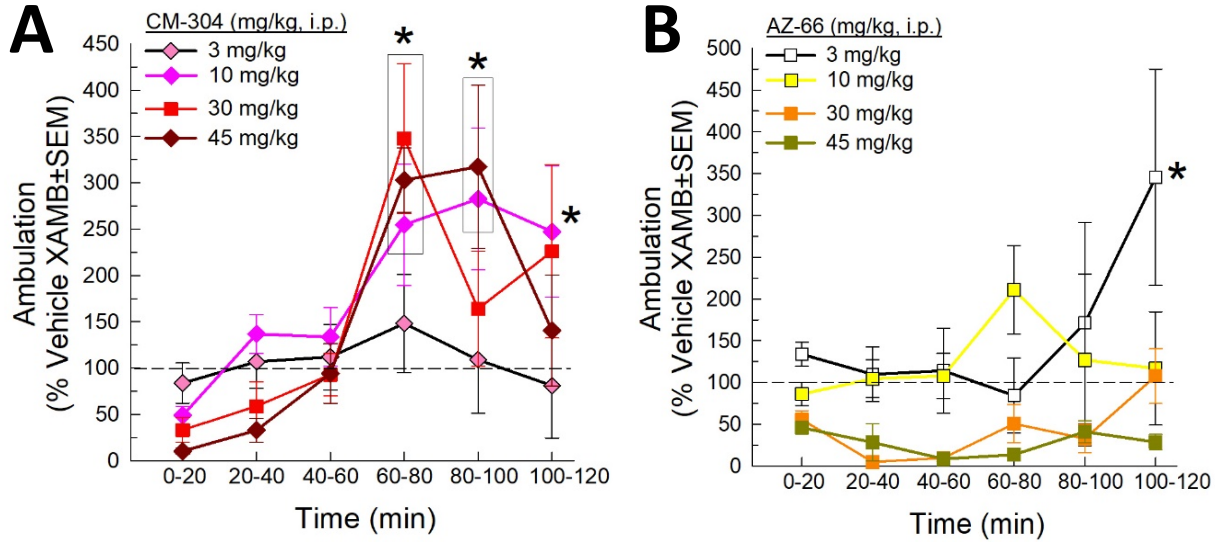 A
CM-304 (mg/kg, i.p.)
3 mg/kg
10 mg/kg
30 mg/kg
45 mg/kg
Ambulation
(% Vehicle XAMB±SEM)
450
400
350
300
250
200
150
100
50
0
*
*
*
0-20 20-40 40-60 60-80 80-100 100-120
Time (min)
B
AZ-66 (mg/kg, i.p.)
3 mg/kg
10 mg/kg
30 mg/kg
45 mg/kg
Ambulation
(% Vehicle XAMB±SEM)
500
450
400
350
300
250
200
150
100
50
0
*
0-20 20-40 40-60 60-80 80-100 100-120
Time (min)